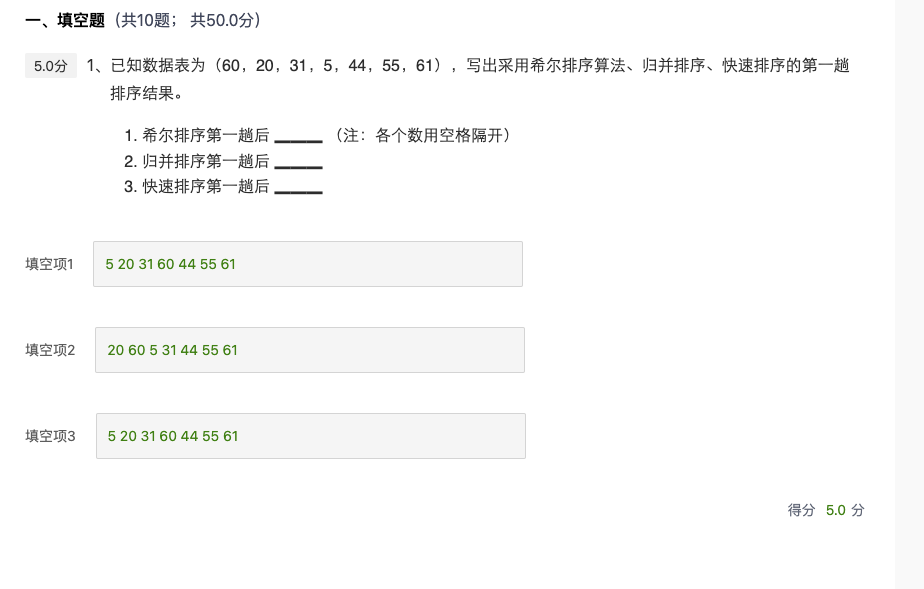 一、填空题（共10题； 共50.0分）
5.0分 1、已知数据表为（60，20，31，5，44，55，61），写出采用希尔排序算法、归并排序、快速排序的第一趟
排序结果。
1. 希尔排序第一趟后 ______ （注：各个数用空格隔开）
2. 归并排序第一趟后 ______
3. 快速排序第一趟后 ______
填空项1 5 20 31 60 44 55 61
填空项2 20 60 5 31 44 55 61
填空项3 5 20 31 60 44 55 61
得分 5.0 分